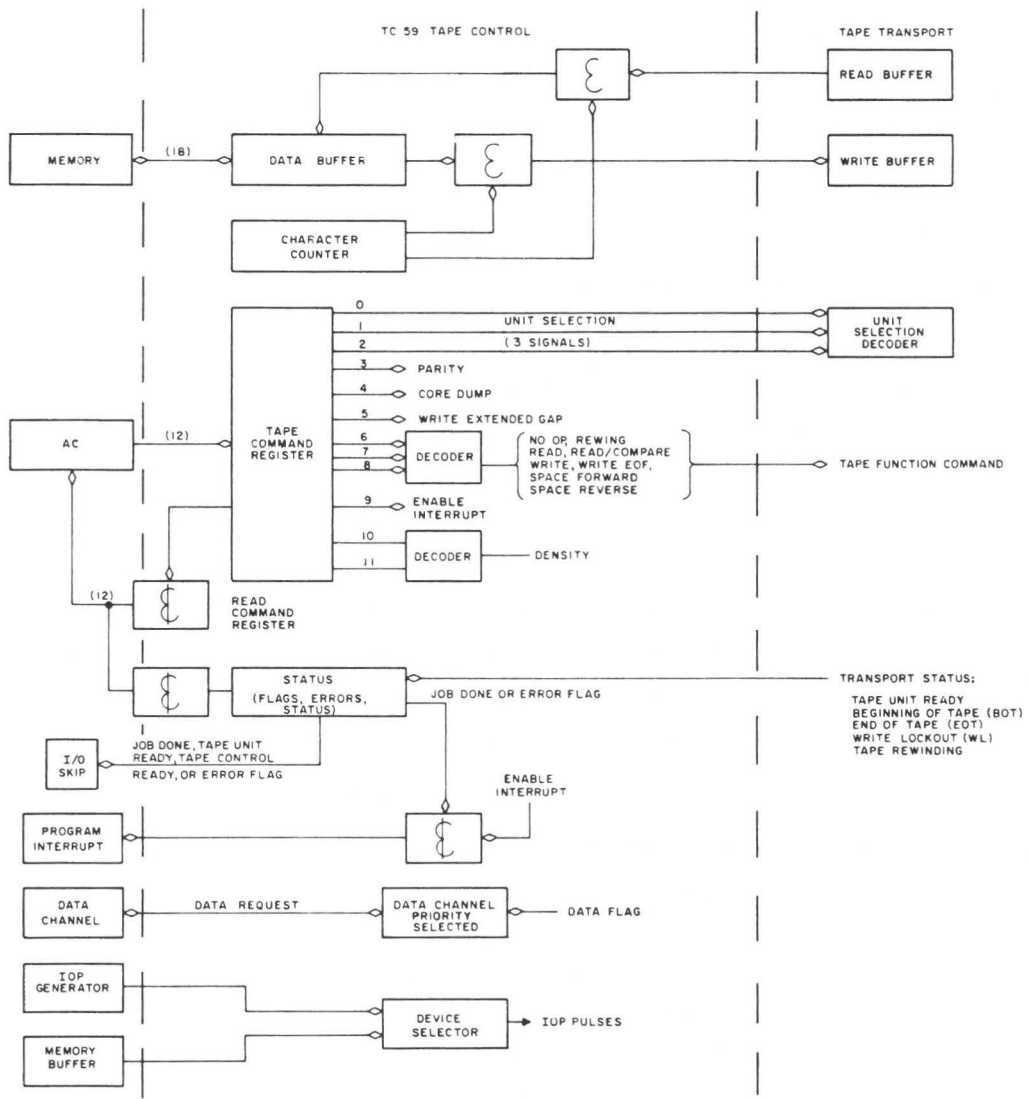 TC 59 TAPE CONTROL
TAPE TRANSPORT
READ BUFFER
MEMORY
(18)
DATA BUFFER
WRITE BUFFER
CHARACTER
COUNTER
0
1
UNIT SELECTION
2
(3 SIGNALS)
UNIT
SELECTION
DECODER
3
PARITY
4
CORE DUMP
5
WRITE EXTENDED GAP
AC
(12)
TAPE
COMMAND
REGISTER
6
7
8
DECODER
NO OP, REWING
READ, READ/COMPARE
WRITE, WRITE EOF,
SPACE FORWARD
SPACE REVERSE
TAPE FUNCTION COMMAND
9
ENABLE
INTERRUPT
10
11
DECODER
DENSITY
(12)
READ
COMMAND
REGISTER
STATUS
(FLAGS, ERRORS,
STATUS)
JOB DONE OR ERROR FLAG
TRANSPORT STATUS;
TAPE UNIT READY
BEGINNING OF TAPE (BOT)
END OF TAPE (EOT)
WRITE LOCKOUT (WL)
TAPE REWINDING
I/O
SKIP
JOB DONE, TAPE UNIT
READY, TAPE CONTROL
READY, OR ERROR FLAG
ENABLE
INTERRUPT
PROGRAM
INTERRUPT
DATA
CHANNEL
DATA REQUEST
DATA CHANNEL
PRIORITY
SELECTED
DATA FLAG
IOP
GENERATOR
DEVICE
SELECTOR
IOP PULSES
MEMORY
BUFFER